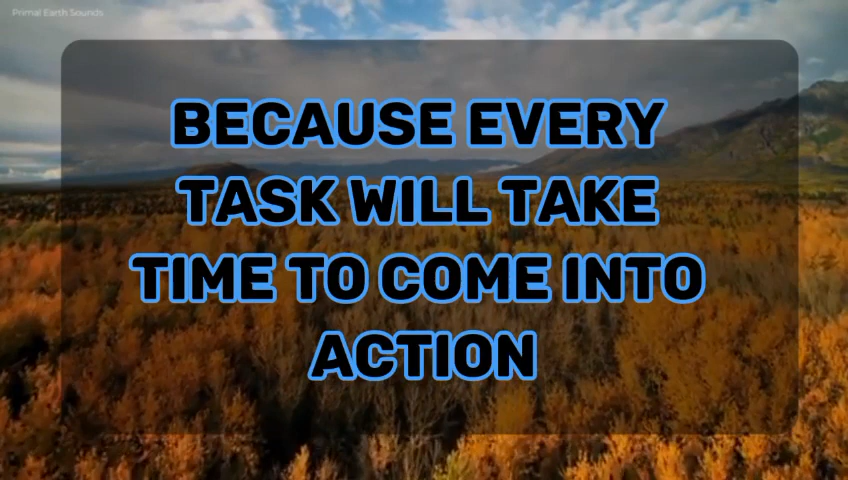 Primal Earth Sounds
BECAUSE EVERY
TASK WILL TAKE
TIME TO COME INTO
ACTION